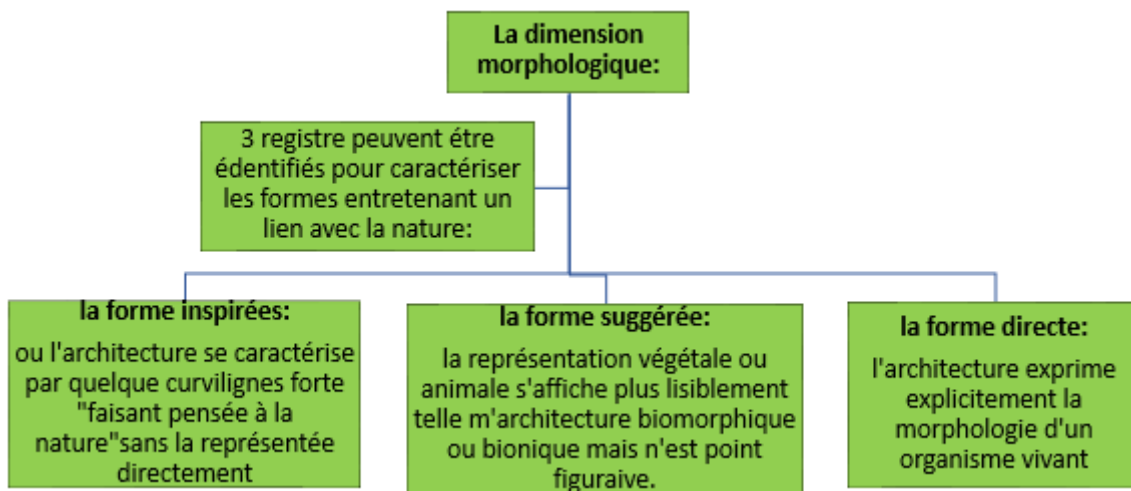 La dimension
morphologique:
3 registre peuvent étre
édentifiés pour caractériser
les formes entretenant un
lien avec la nature:
la forme inspirées:
ou l'architecture se caractérise
par quelque curvilignes forte
"faisant pensée à la
nature"sans la représentée
directement
la forme suggérée:
la représentation végétale ou
animale s'affiche plus lisiblement
telle m'architecture biomorphique
ou bionique mais n'est point
figuraive.
la forme directe:
l'architecture exprime
explicitement la
morphologie d'un
organisme vivant